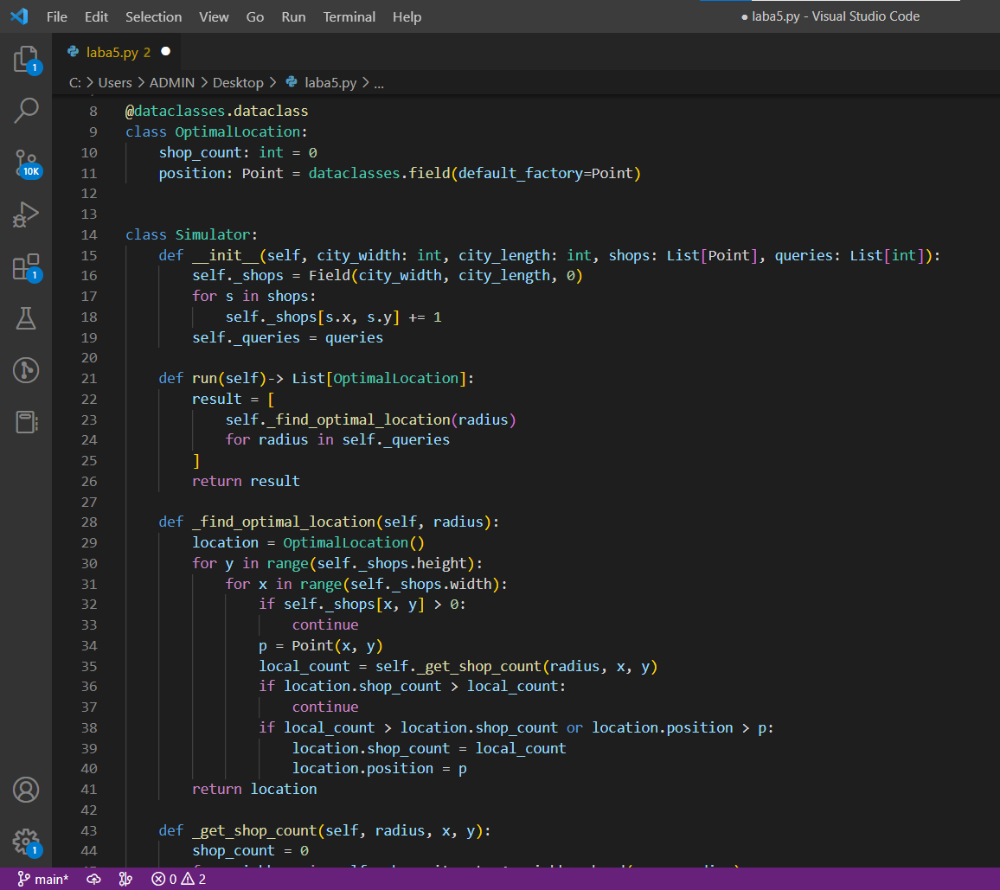 File Edit Selection View Go Run Terminal Help ● laba5.py - Visual Studio Code
laba5.py 2 ●
C: > Users > ADMIN > Desktop > laba5.py > ...
1
10K
1
1
8 @dataclasses.dataclass
9 class OptimalLocation:
10     shop_count: int = 0
11     position: Point = dataclasses.field(default_factory=Point)
12
13
14 class Simulator:
15     def __init__(self, city_width: int, city_length: int, shops: List[Point], queries: List[int]):
16         self._shops = Field(city_width, city_length, 0)
17         for s in shops:
18             self._shops[s.x, s.y] += 1
19         self._queries = queries
20
21     def run(self)-> List[OptimalLocation]:
22         result = [
23             self._find_optimal_location(radius)
24             for radius in self._queries
25         ]
26         return result
27
28     def _find_optimal_location(self, radius):
29         location = OptimalLocation()
30         for y in range(self._shops.height):
31             for x in range(self._shops.width):
32                 if self._shops[x, y] > 0:
33                     continue
34                 p = Point(x, y)
35                 local_count = self._get_shop_count(radius, x, y)
36                 if location.shop_count > local_count:
37                     continue
38                 if local_count > location.shop_count or location.position > p:
39                     location.shop_count = local_count
40                     location.position = p
41         return location
42
43     def _get_shop_count(self, radius, x, y):
44         shop_count = 0
main* 0 2